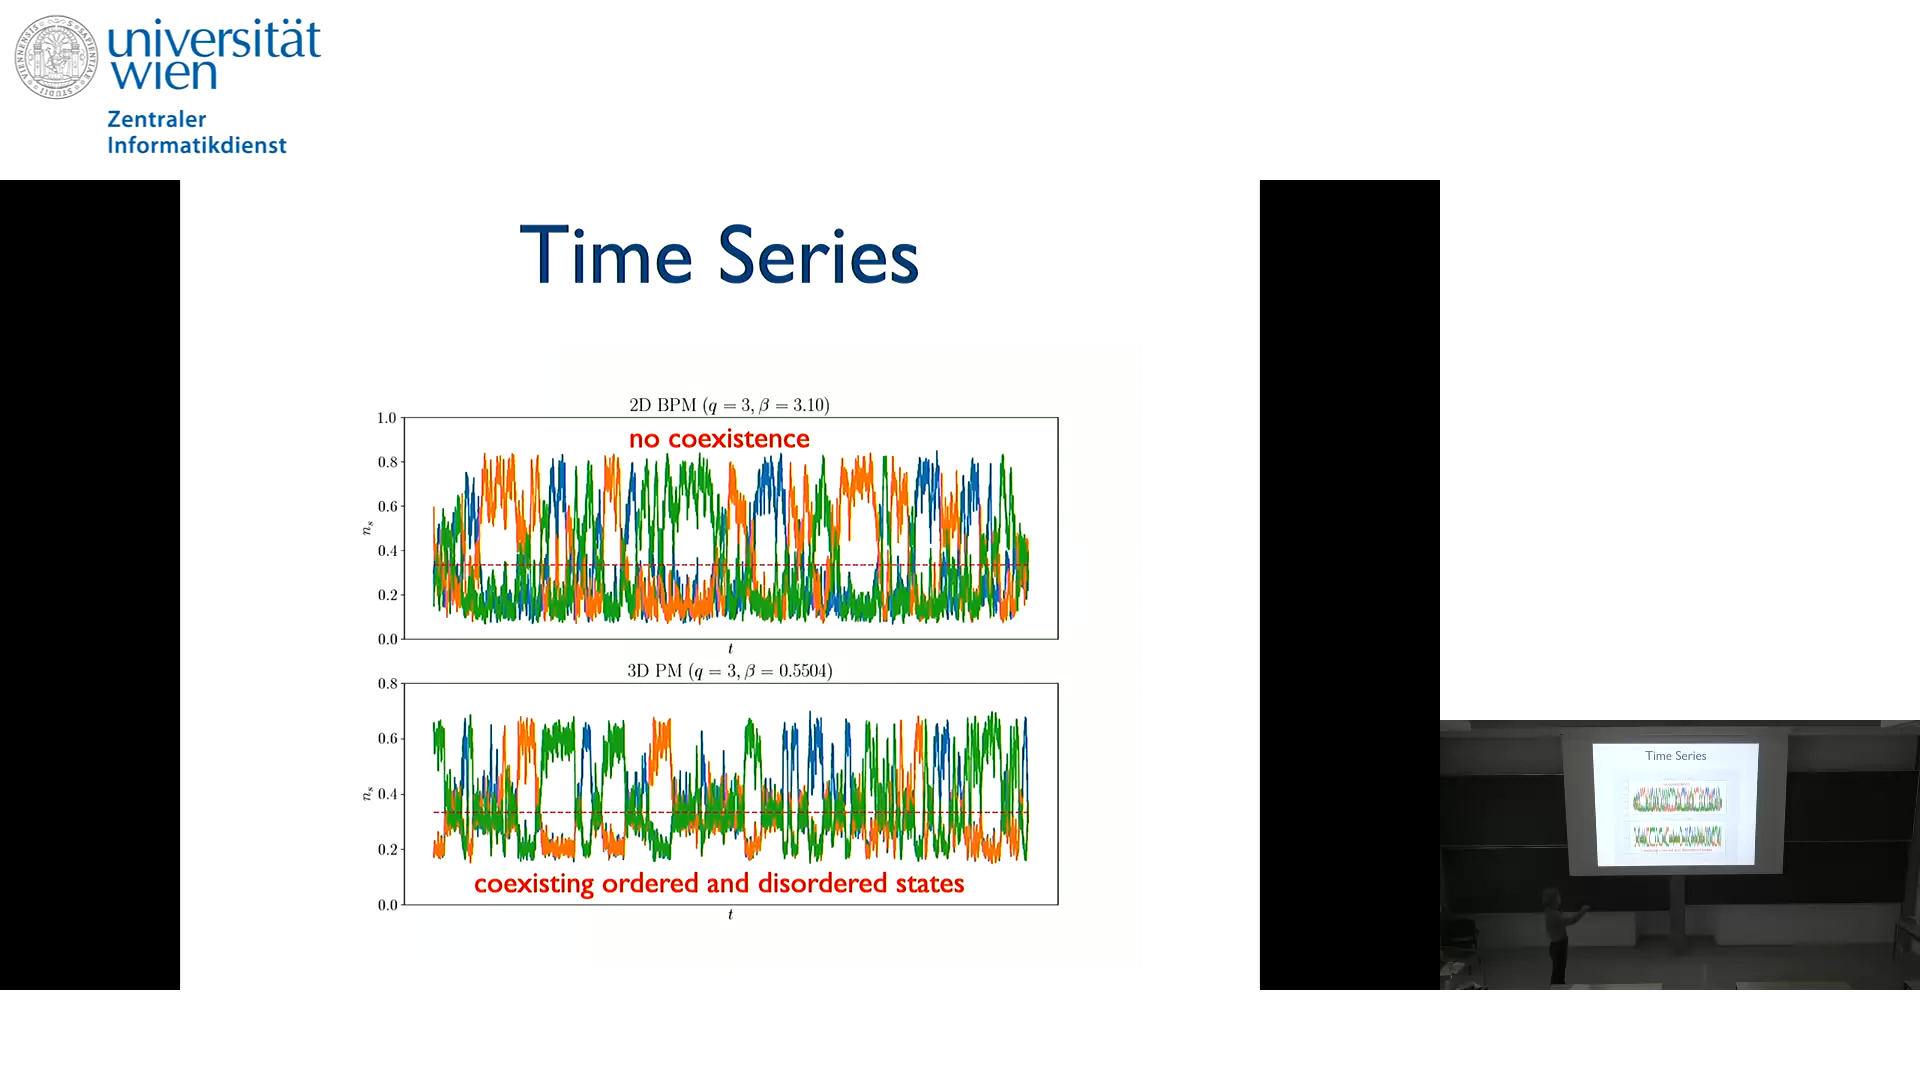 universität
wien
Zentraler
Informatikdienst
Time Series
2D BPM (q = 3, β = 3.10)
no coexistence
1.0
0.8
0.6
0.4
0.2
0.0
n_s
t
3D PM (q = 3, β = 0.5504)
0.8
0.6
0.4
0.2
0.0
n_s
coexisting ordered and disordered states
t
Time Series